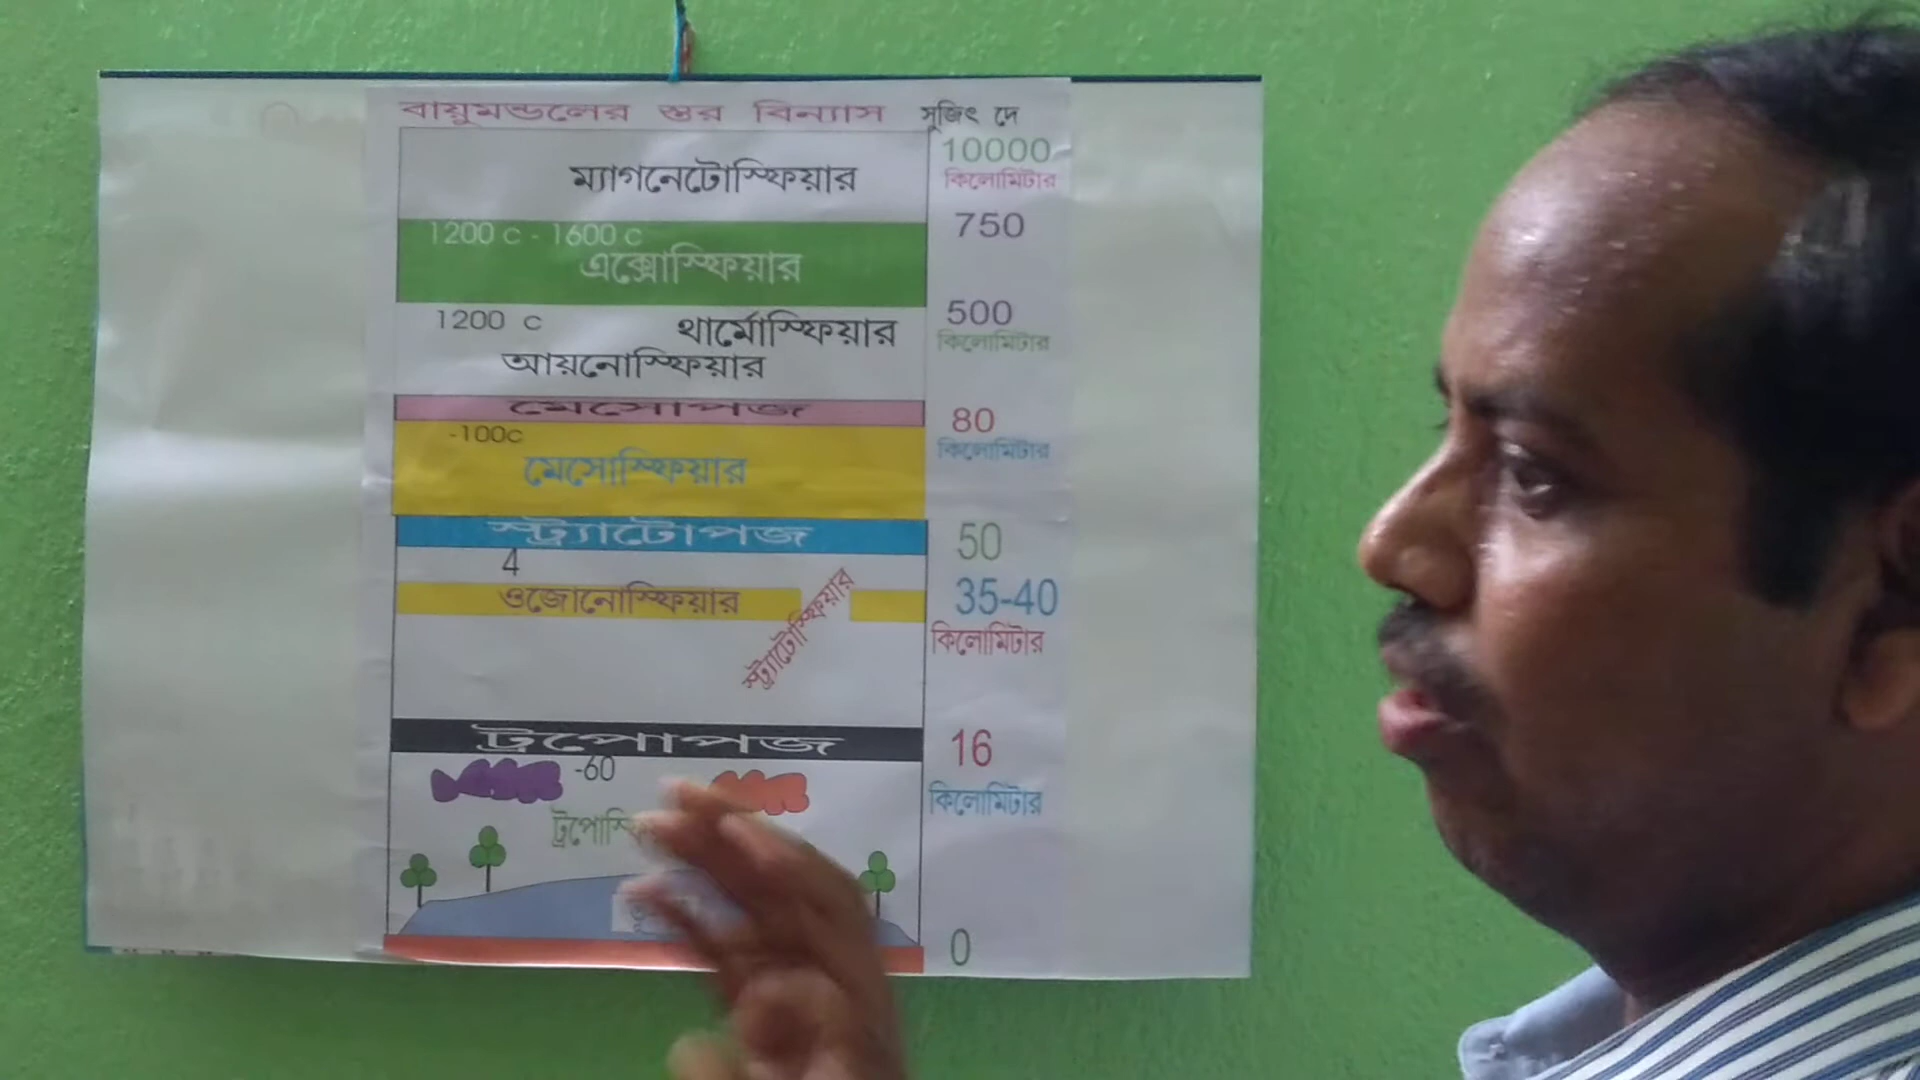 বায়ুমন্ডলের স্তর বিন্যাস সুজিৎ দে
10000
কিলোমিটার
ম্যাগনেটোস্ফিয়ার
750
1200 c - 1600 c
এক্সোস্ফিয়ার
500
কিলোমিটার
1200 c থার্মোস্ফিয়ার
আয়নোস্ফিয়ার
মেসোপজ
80
কিলোমিটার
-100c
মেসোস্ফিয়ার
স্ট্র্যাটোপজ
50
4
ওজোনোস্ফিয়ার
35-40
কিলোমিটার
স্ট্র্যাটোস্ফিয়ার
ট্রপোপজ
16
-60
কিলোমিটার
0